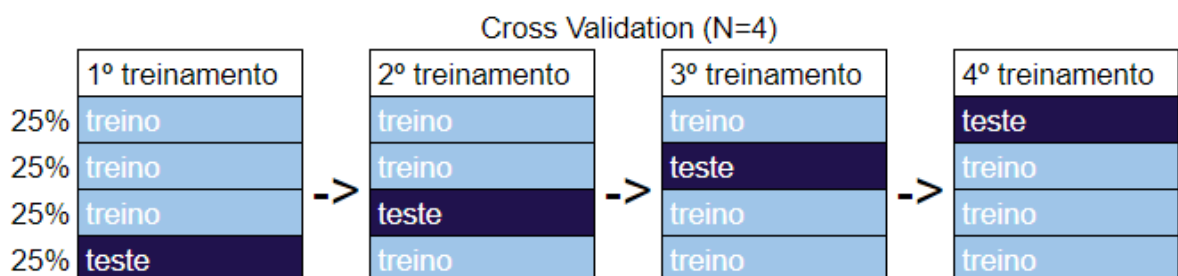 Cross Validation (N=4)
1º treinamento 2º treinamento 3º treinamento 4º treinamento
25% treino treino treino teste
25% treino -> treino -> teste -> treino
25% treino teste treino treino
25% teste treino treino treino